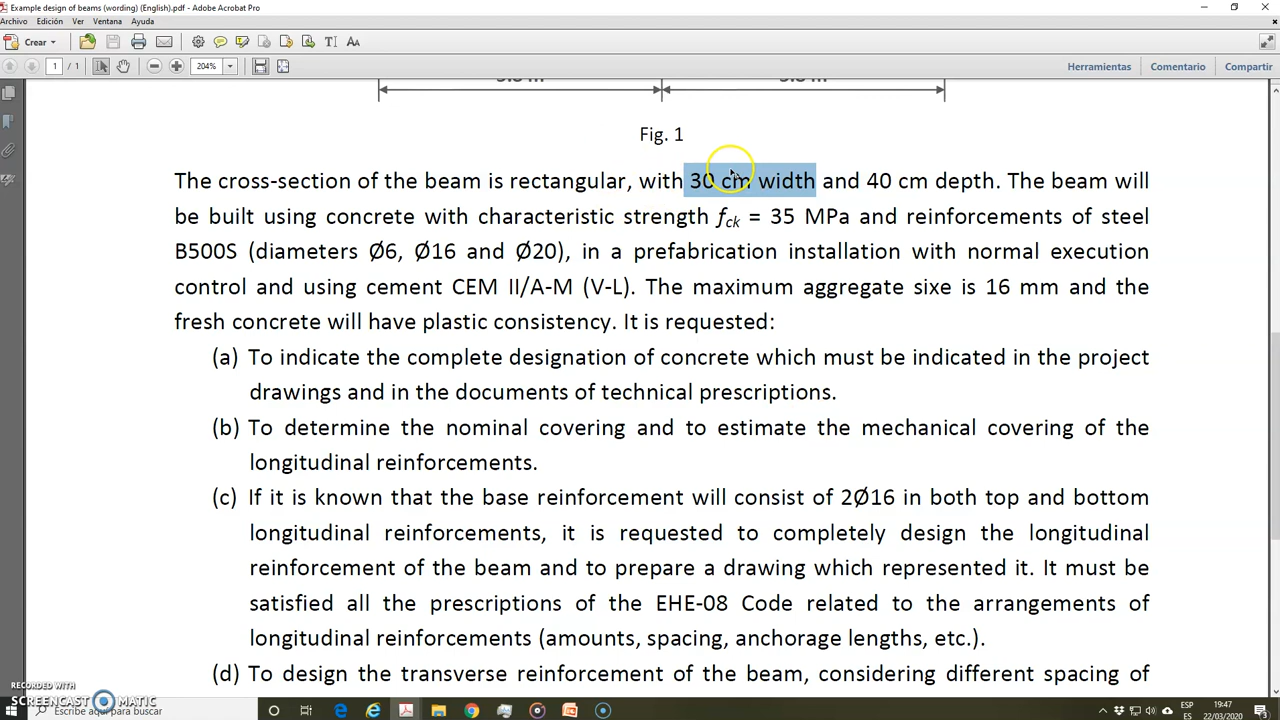 Example design of beams (wording) (English).pdf - Adobe Acrobat Pro
Archivo Edición Ver Ventana Ayuda
Crear
1 / 1 204% Herramientas Comentario Compartir
Fig. 1
The cross-section of the beam is rectangular, with 30 cm width and 40 cm depth. The beam will
be built using concrete with characteristic strength fck = 35 MPa and reinforcements of steel
B500S (diameters Ø6, Ø16 and Ø20), in a prefabrication installation with normal execution
control and using cement CEM II/A-M (V-L). The maximum aggregate sixe is 16 mm and the
fresh concrete will have plastic consistency. It is requested:
(a) To indicate the complete designation of concrete which must be indicated in the project
drawings and in the documents of technical prescriptions.
(b) To determine the nominal covering and to estimate the mechanical covering of the
longitudinal reinforcements.
(c) If it is known that the base reinforcement will consist of 2Ø16 in both top and bottom
longitudinal reinforcements, it is requested to completely design the longitudinal
reinforcement of the beam and to prepare a drawing which represented it. It must be
satisfied all the prescriptions of the EHE-08 Code related to the arrangements of
longitudinal reinforcements (amounts, spacing, anchorage lengths, etc.).
(d) To design the transverse reinforcement of the beam, considering different spacing of
RECORDED WITH
SCREENCAST MATIC
Escribe aquí para buscar
ESP
19:47
22/03/2020
3